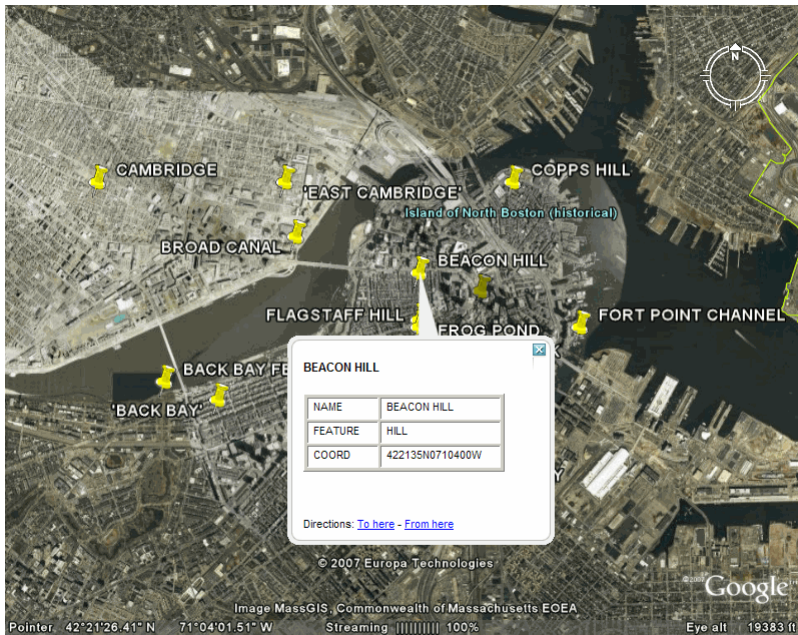 N
CAMBRIDGE
COPPS HILL
'EAST CAMBRIDGE'
Island of North Boston (historical)
BROAD CANAL
BEACON HILL
FLAGSTAFF HILL
FORT POINT CHANNEL
FROG POND
BACK BAY FE
'BACK BAY'
BEACON HILL
NAME BEACON HILL
FEATURE HILL
COORD 422135N0710400W
Directions: To here - From here
© 2007 Europa Technologies
© 2007 Google
Image MassGIS, Commonwealth of Massachusetts EOEA
Pointer 42°21'26.41" N 71°04'01.51" W Streaming |||||||||| 100% Eye alt 19383 ft